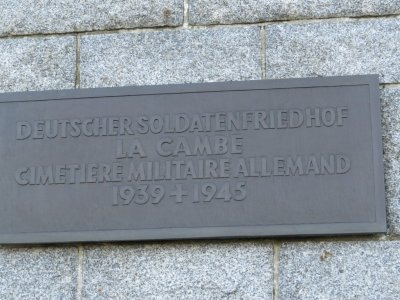 DEUTSCHER SOLDATENFRIEDHOF
LA CAMBE
CIMETIERE MILITAIRE ALLEMAND
1939 + 1945